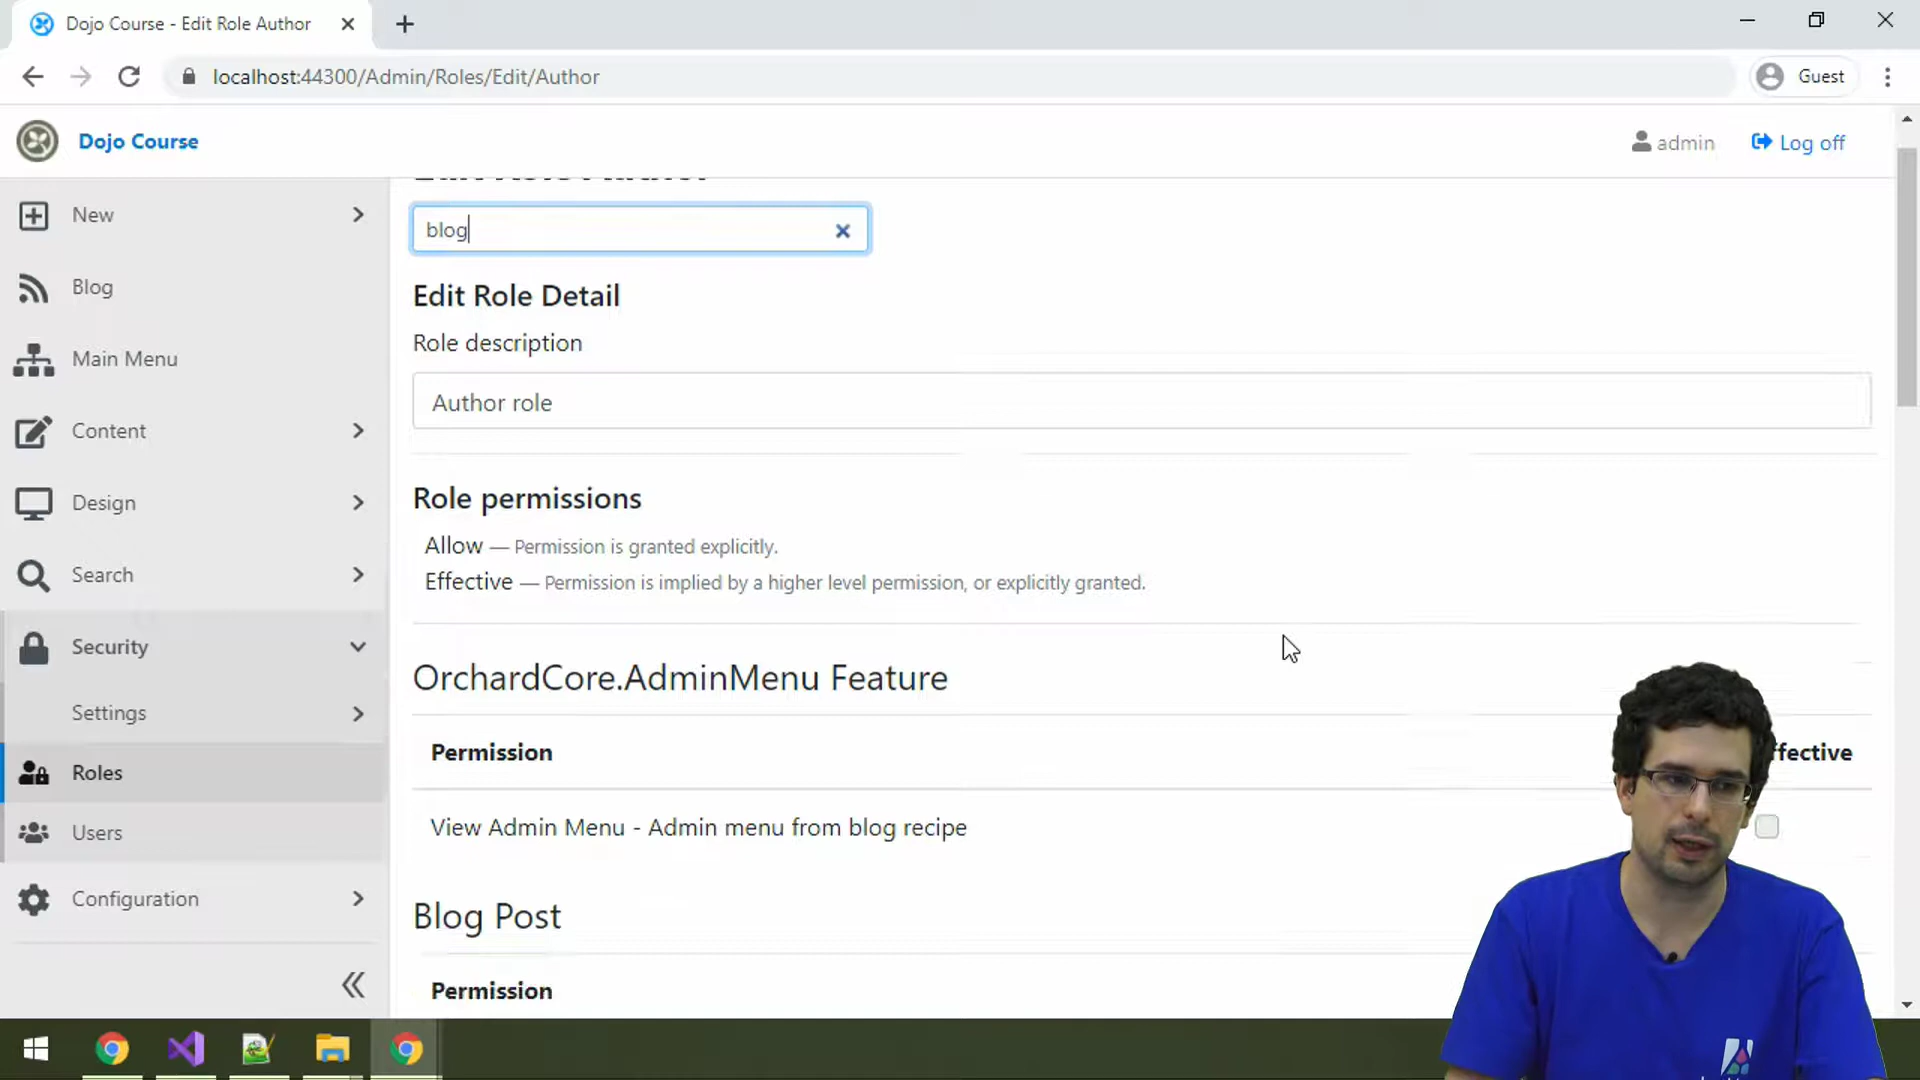 Dojo Course - Edit Role Author
localhost:44300/Admin/Roles/Edit/Author
Guest
Dojo Course
admin
Log off
New
Blog
Main Menu
Content
Design
Search
Security
Settings
Roles
Users
Configuration
blog
Edit Role Detail
Role description
Author role
Role permissions
Allow — Permission is granted explicitly.
Effective — Permission is implied by a higher level permission, or explicitly granted.
OrchardCore.AdminMenu Feature
Permission
ffective
View Admin Menu - Admin menu from blog recipe
Blog Post
Permission